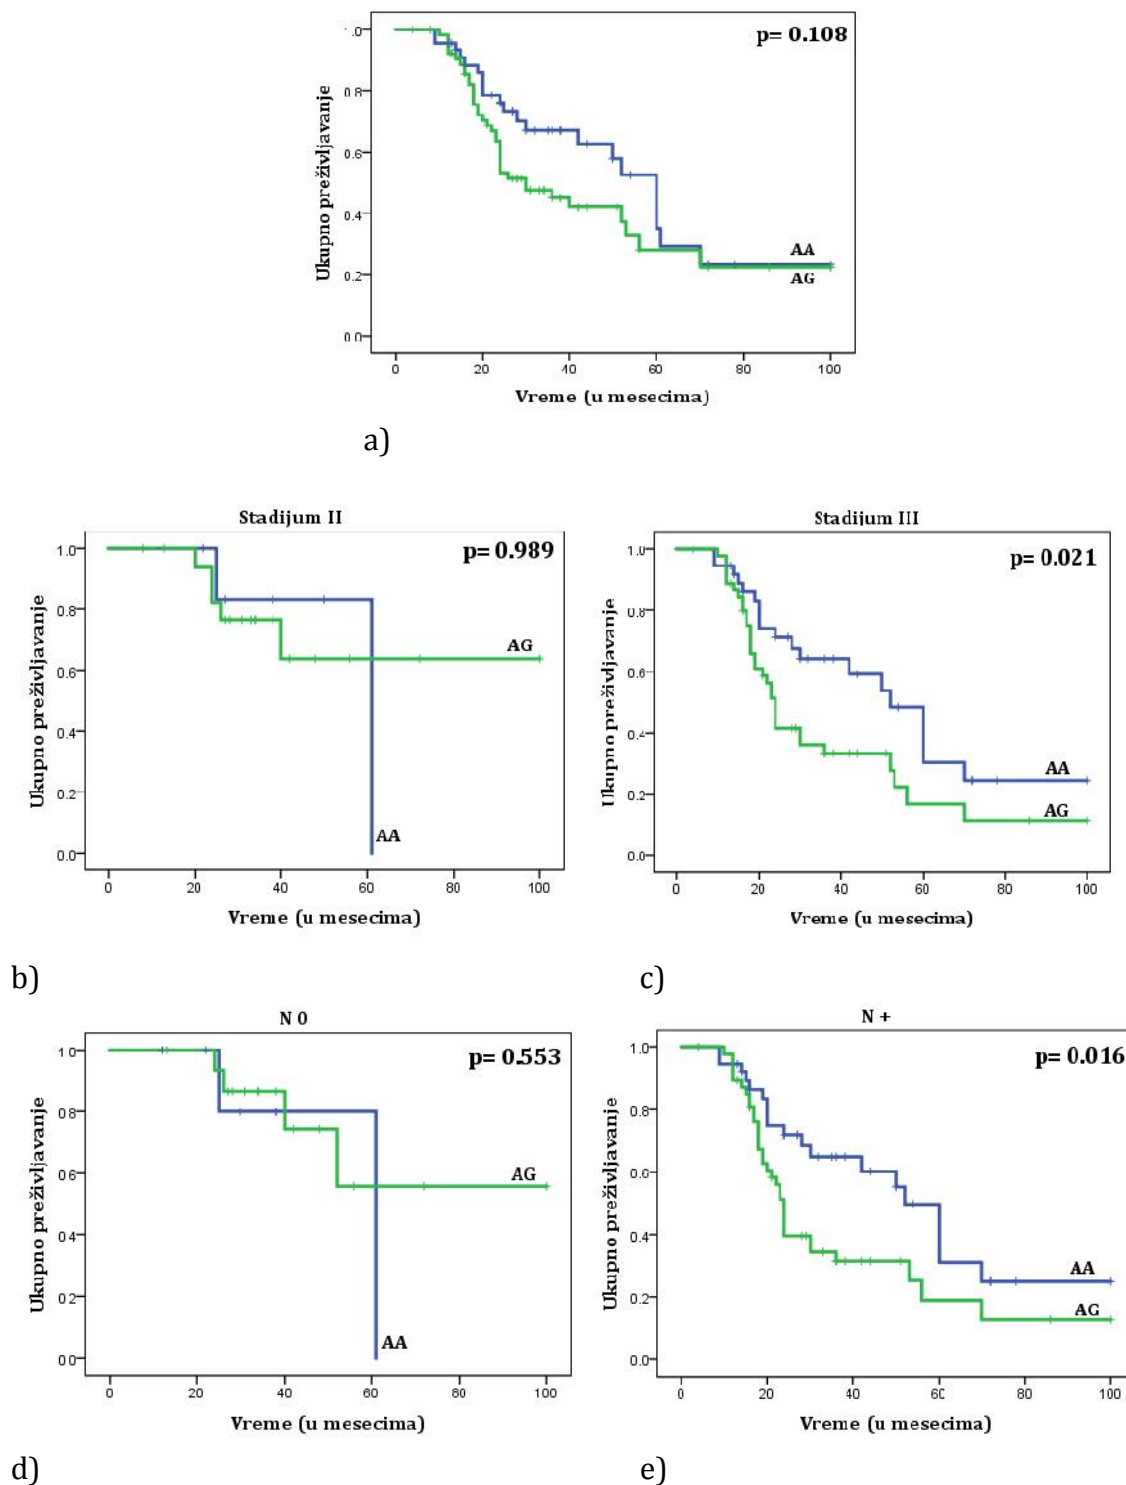 p= 0.108
Ukupno preživljavanje
1.0
0.8
0.6
0.4
0.2
0.0
AA
AG
0 20 40 60 80 100
Vreme (u mesecima)
a)
Stadijum II
p= 0.989
Ukupno preživljavanje
1.0
0.8
0.6
0.4
0.2
0.0
AG
AA
0 20 40 60 80 100
Vreme (u mesecima)
b)
Stadijum III
p= 0.021
Ukupno preživljavanje
1.0
0.8
0.6
0.4
0.2
0.0
AA
AG
0 20 40 60 80 100
Vreme (u mesecima)
c)
N 0
p= 0.553
Ukupno preživljavanje
1.0
0.8
0.6
0.4
0.2
0.0
AG
AA
0 20 40 60 80 100
Vreme (u mesecima)
d)
N +
p= 0.016
Ukupno preživljavanje
1.0
0.8
0.6
0.4
0.2
0.0
AA
AG
0 20 40 60 80 100
Vreme (u mesecima)
e)